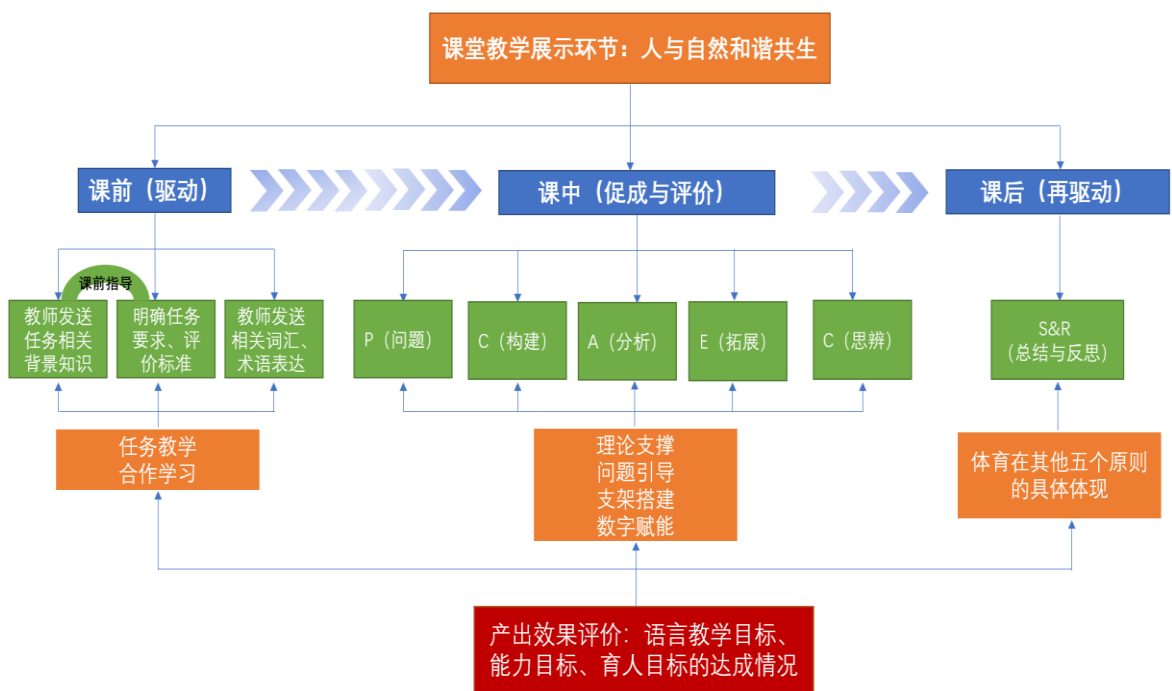 课堂教学展示环节：人与自然和谐共生
课前（驱动）
课中（促成与评价）
课后（再驱动）
课前指导
教师发送
任务相关
背景知识
明确任务
要求、评
价标准
教师发送
相关词汇、
术语表达
P（问题）
C（构建）
A（分析）
E（拓展）
C（思辨）
S&R
（总结与反思）
任务教学
合作学习
理论支撑
问题引导
支架搭建
数字赋能
体育在其他五个原则
的具体体现
产出效果评价：语言教学目标、
能力目标、育人目标的达成情况